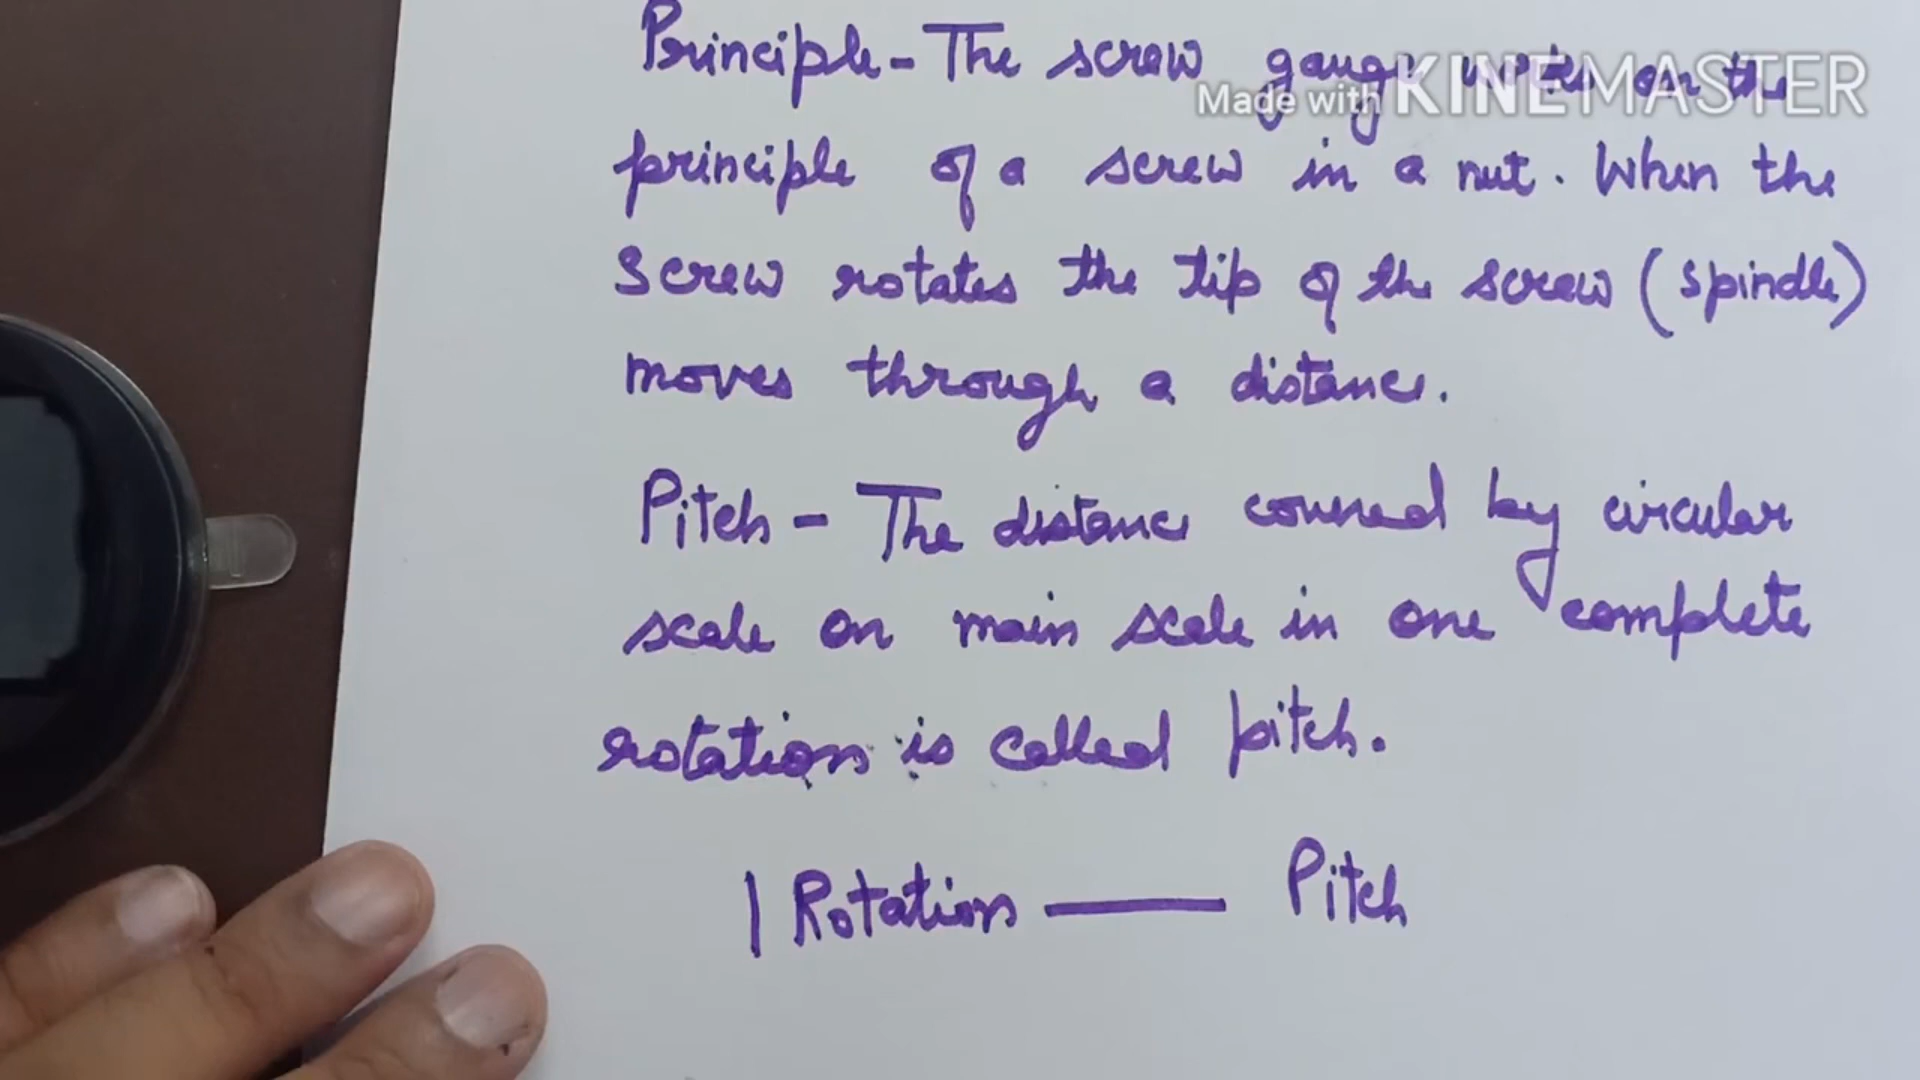 Principle - The screw gauge works on the
Made with KINEMASTER
principle of a screw in a nut. When the
screw rotates the tip of the screw (spindle)
moves through a distance.
Pitch - The distance covered by circular
scale on main scale in one complete
rotation is called pitch.
1 Rotation — Pitch